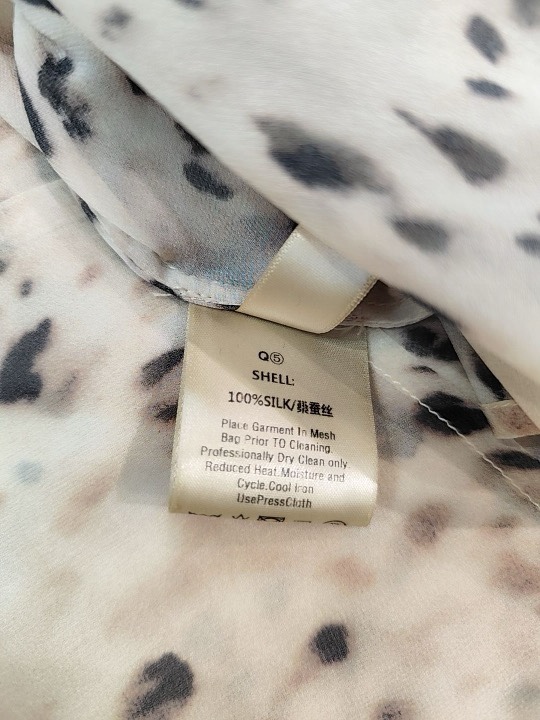 Q⑤
SHELL:
100%SILK/桑蚕丝
Place Garment In Mesh
Bag Prior TO Cleaning.
Professionally Dry Clean only.
Reduced Heat.Moisture and
Cycle.Cool Iron
UsePressCloth